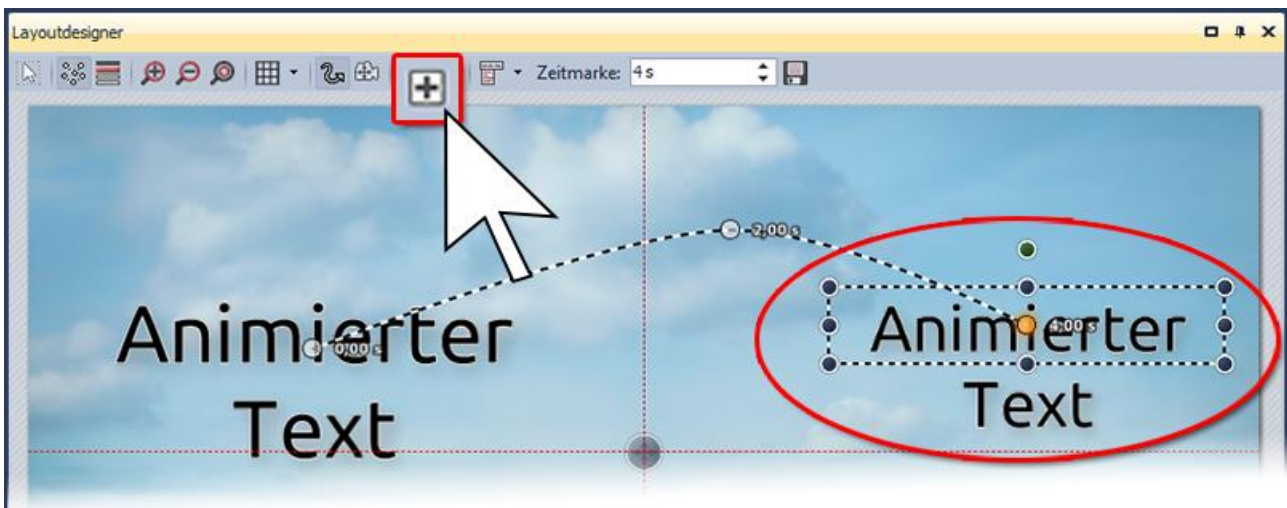 Layoutdesigner
Zeitmarke: 4 s
2,00 s
Animierter
Text
0,00 s
Animierter
Text
4,00 s